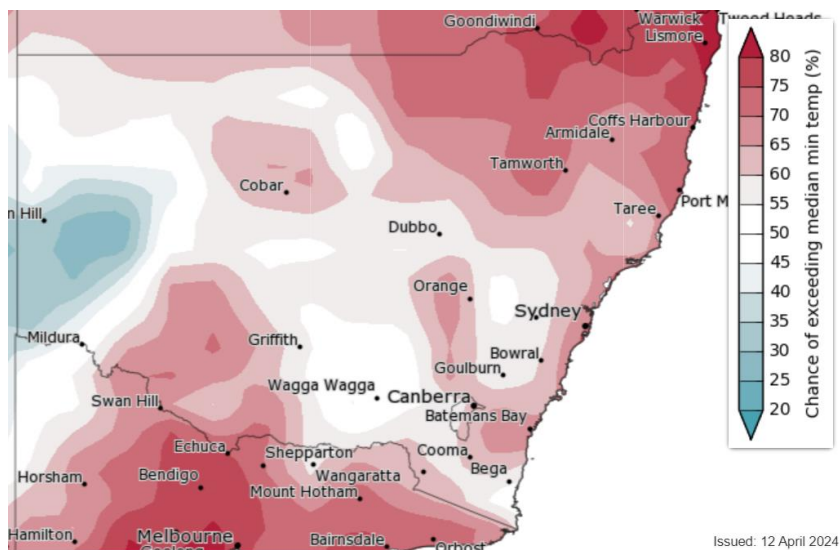 Goondiwindi
Warwick
Tweed Heads
Lismore
Coffs Harbour
Armidale
Tamworth
Cobar
n Hill
Port M
Taree
Dubbo
Orange
Sydney
Mildura
Griffith
Bowral
Goulburn
Wagga Wagga
Canberra
Swan Hill
Batemans Bay
Echuca
Shepparton
Cooma
Horsham
Bendigo
Wangaratta
Bega
Mount Hotham
Hamilton
Melbourne
Bairnsdale
Orbost
Geelong
80
75
70
65
60
55
50
45
40
35
30
25
20
Chance of exceeding median min temp (%)
Issued: 12 April 2024